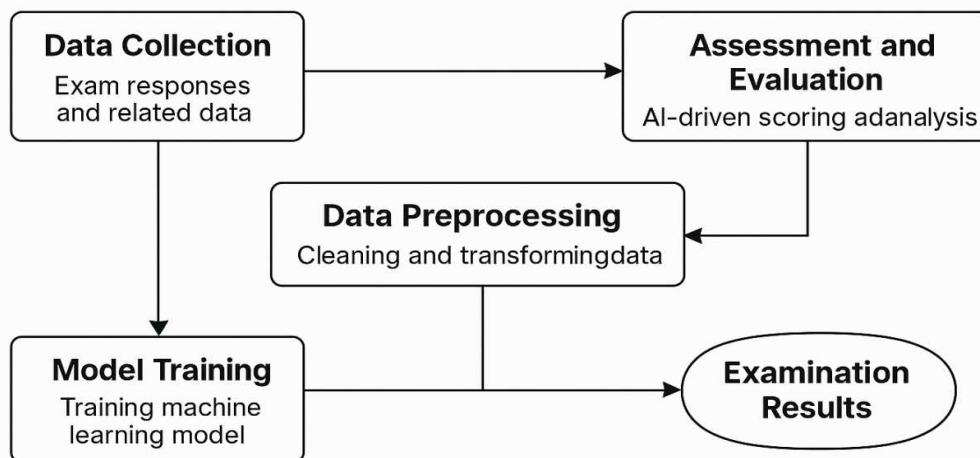 Data Collection
Exam responses
and related data
Assessment and
Evaluation
AI-driven scoring adanalysis
Data Preprocessing
Cleaning and transformingdata
Model Training
Training machine
learning model
Examination
Results